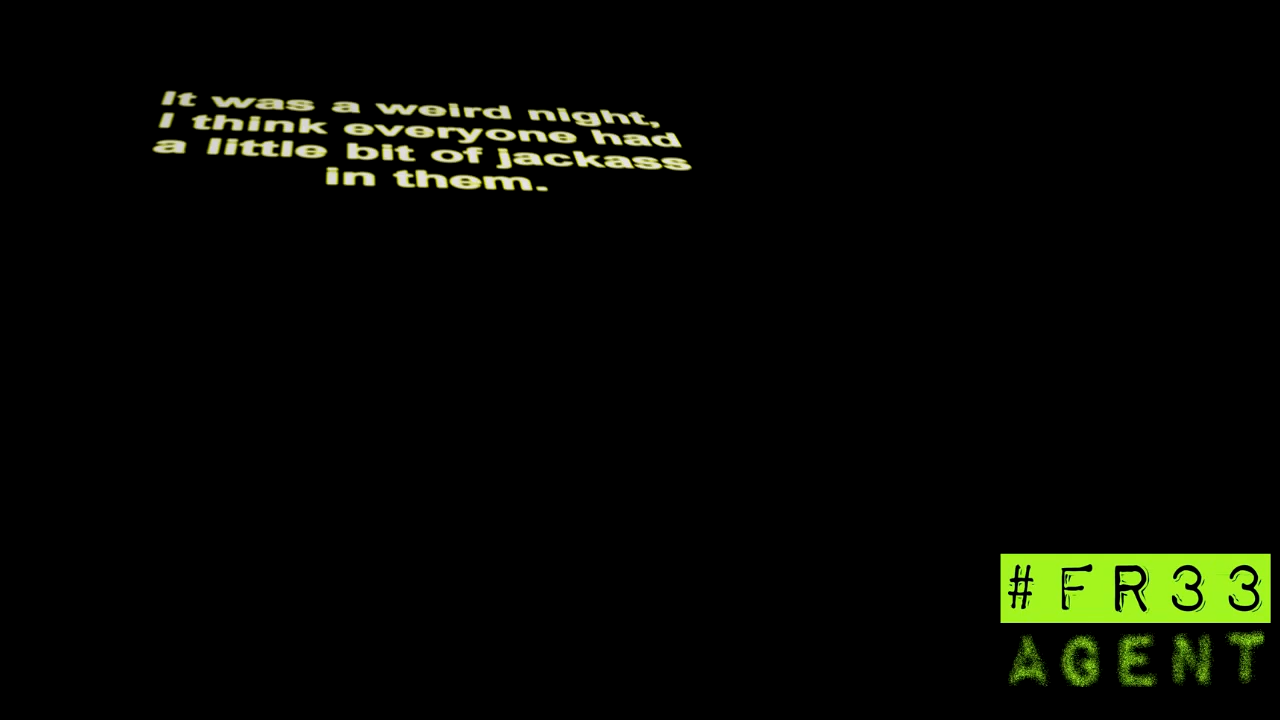 It was a weird night,
I think everyone had
a little bit of jackass
in them.
#FR33
AGENT